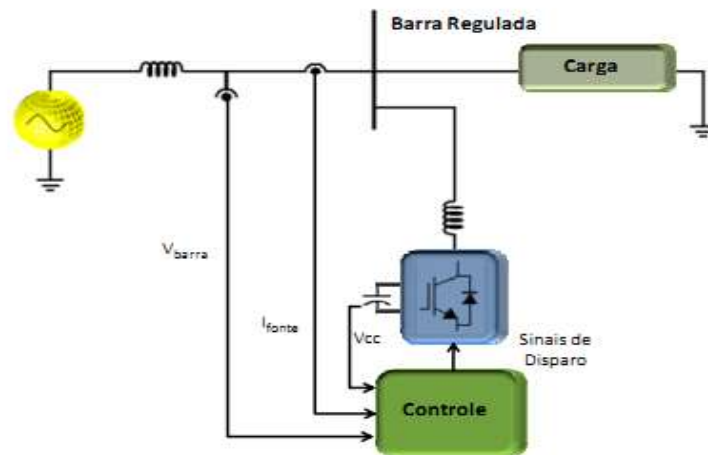 Barra Regulada
Carga
Vbarra
Ifonte
Vcc
Sinais de
Disparo
Controle